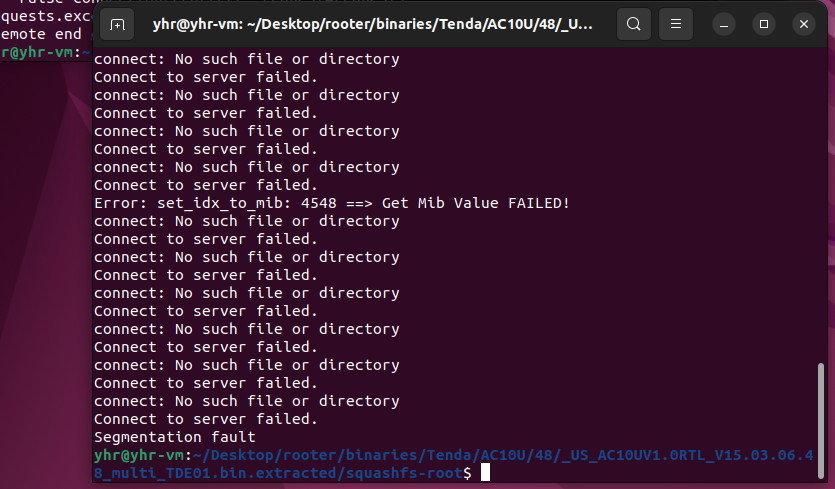 quests.exc
emote end
r@yhr-vm:~
yhr@yhr-vm: ~/Desktop/rooter/binaries/Tenda/AC10U/48/_US...
connect: No such file or directory
Connect to server failed.
connect: No such file or directory
Connect to server failed.
connect: No such file or directory
Connect to server failed.
connect: No such file or directory
Connect to server failed.
Error: set_idx_to_mib: 4548 ==> Get Mib Value FAILED!
connect: No such file or directory
Connect to server failed.
connect: No such file or directory
Connect to server failed.
connect: No such file or directory
Connect to server failed.
connect: No such file or directory
Connect to server failed.
connect: No such file or directory
Connect to server failed.
connect: No such file or directory
Connect to server failed.
Segmentation fault
yhr@yhr-vm:~/Desktop/rooter/binaries/Tenda/AC10U/48/_US_AC10UV1.0RTL_V15.03.06.4
8_multi_TDE01.bin.extracted/squashfs-root$